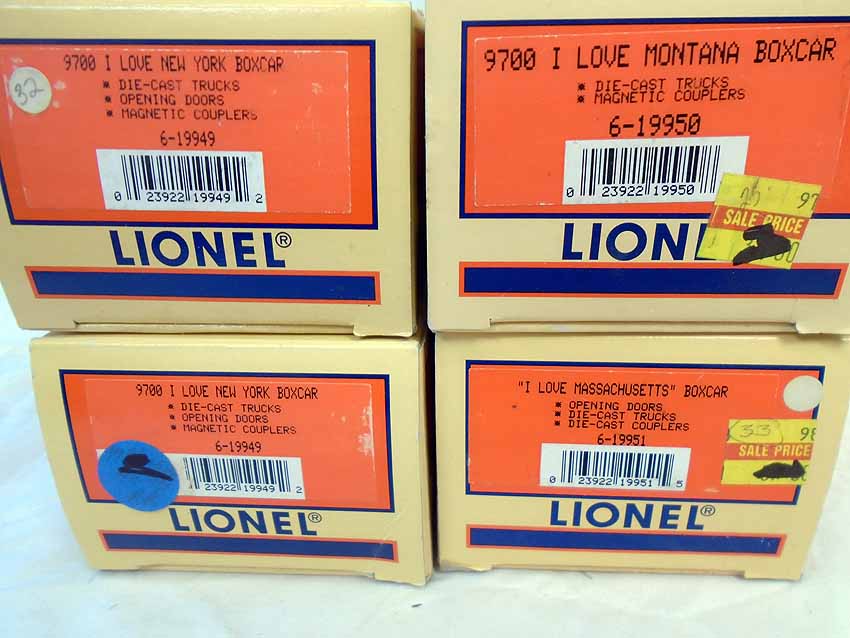 9700 I LOVE NEW YORK BOXCAR
* DIE-CAST TRUCKS
* OPENING DOORS
* MAGNETIC COUPLERS
6-19949
0 23922 19949 2
32
LIONEL®
9700 I LOVE MONTANA BOXCAR
* DIE-CAST TRUCKS
* MAGNETIC COUPLERS
6-19950
0 23922 19950
97
SALE PRICE
LION
9700 I LOVE NEW YORK BOXCAR
* DIE-CAST TRUCKS
* OPENING DOORS
* MAGNETIC COUPLERS
6-19949
23922 19949 2
LIONEL®
"I LOVE MASSACHUSETTS" BOXCAR
* OPENING DOORS
* DIE-CAST TRUCKS
* DIE-CAST COUPLERS
6-19951
0 23922 19951 5
33
98
SALE PRICE
LIONEL®